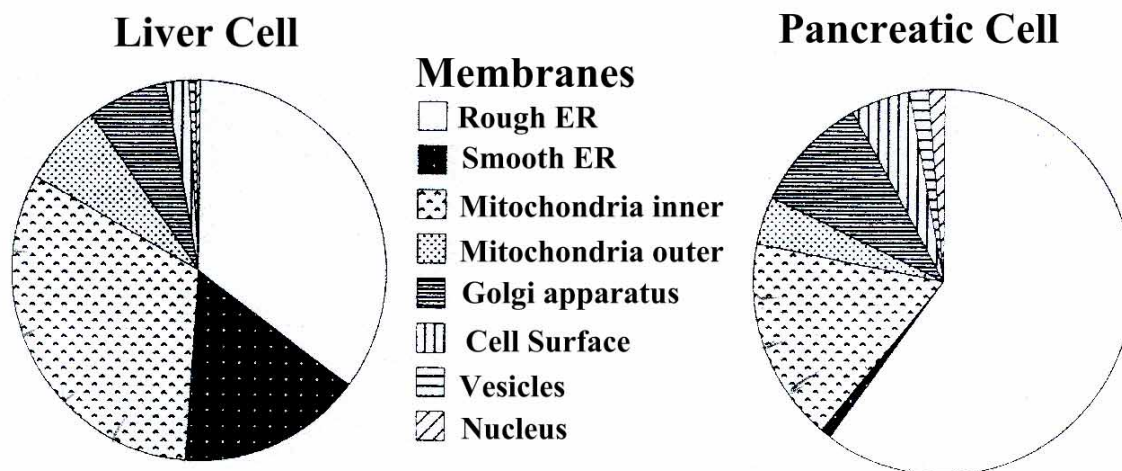 Liver Cell
Pancreatic Cell
Membranes
Rough ER
Smooth ER
Mitochondria inner
Mitochondria outer
Golgi apparatus
Cell Surface
Vesicles
Nucleus